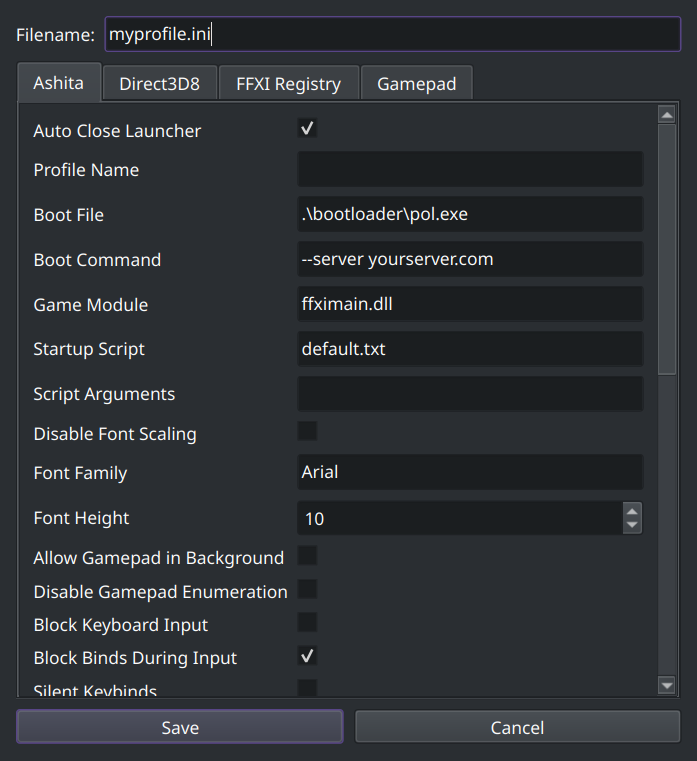 Filename: myprofile.ini
Ashita Direct3D8 FFXI Registry Gamepad
Auto Close Launcher
Profile Name
Boot File .\bootloader\pol.exe
Boot Command --server yourserver.com
Game Module ffximain.dll
Startup Script default.txt
Script Arguments
Disable Font Scaling
Font Family Arial
Font Height 10
Allow Gamepad in Background
Disable Gamepad Enumeration
Block Keyboard Input
Block Binds During Input
Silent Keybinds
Save Cancel